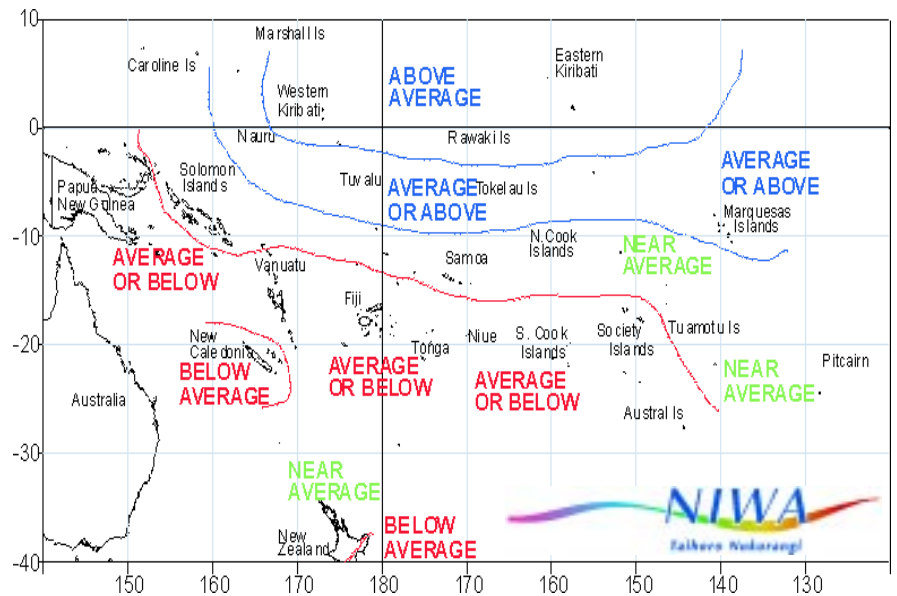 10
Marshall Is
Caroline Is
Eastern
Kiribati
ABOVE
AVERAGE
Western
Kiribati
0
Nauru
Rawaki Is
Solomon
Islands
Tuvalu
AVERAGE
OR ABOVE
Tokelau Is
AVERAGE
OR ABOVE
Papua
New Guinea
Marquesas
Islands
-10
AVERAGE
OR BELOW
Vanuatu
Samoa
N. Cook
Islands
NEAR
AVERAGE
Fiji
-20
New
Caledonia
Tonga
Niue
S. Cook
Islands
Society
Islands
Tuamotu Is
Pitcairn
BELOW
AVERAGE
AVERAGE
OR BELOW
AVERAGE
OR BELOW
NEAR
AVERAGE
Australia
Austral Is
-30
NEAR
AVERAGE
NIWA
Taihoro Nukurangi
New
Zealand
BELOW
AVERAGE
-40
150 160 170 180 170 160 150 140 130